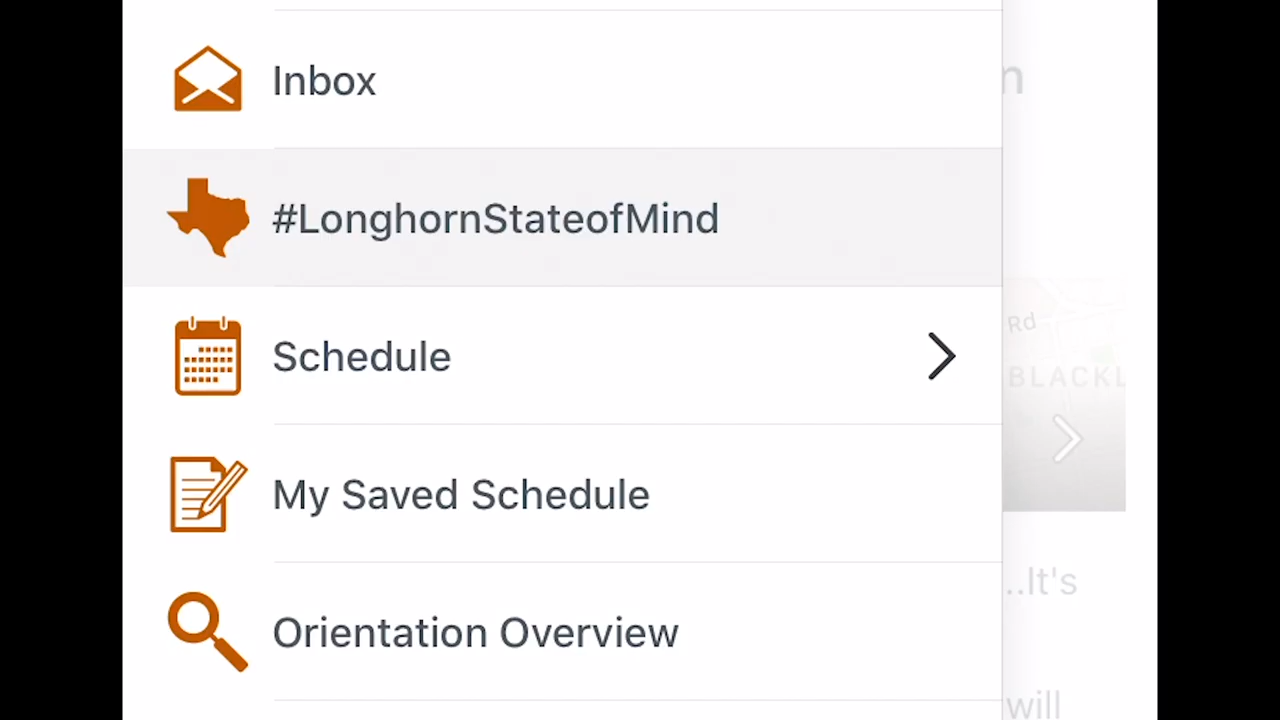 Inbox
n
#LonghornStateofMind
Rd
Schedule
BLACKL
My Saved Schedule
..It's
Orientation Overview
will